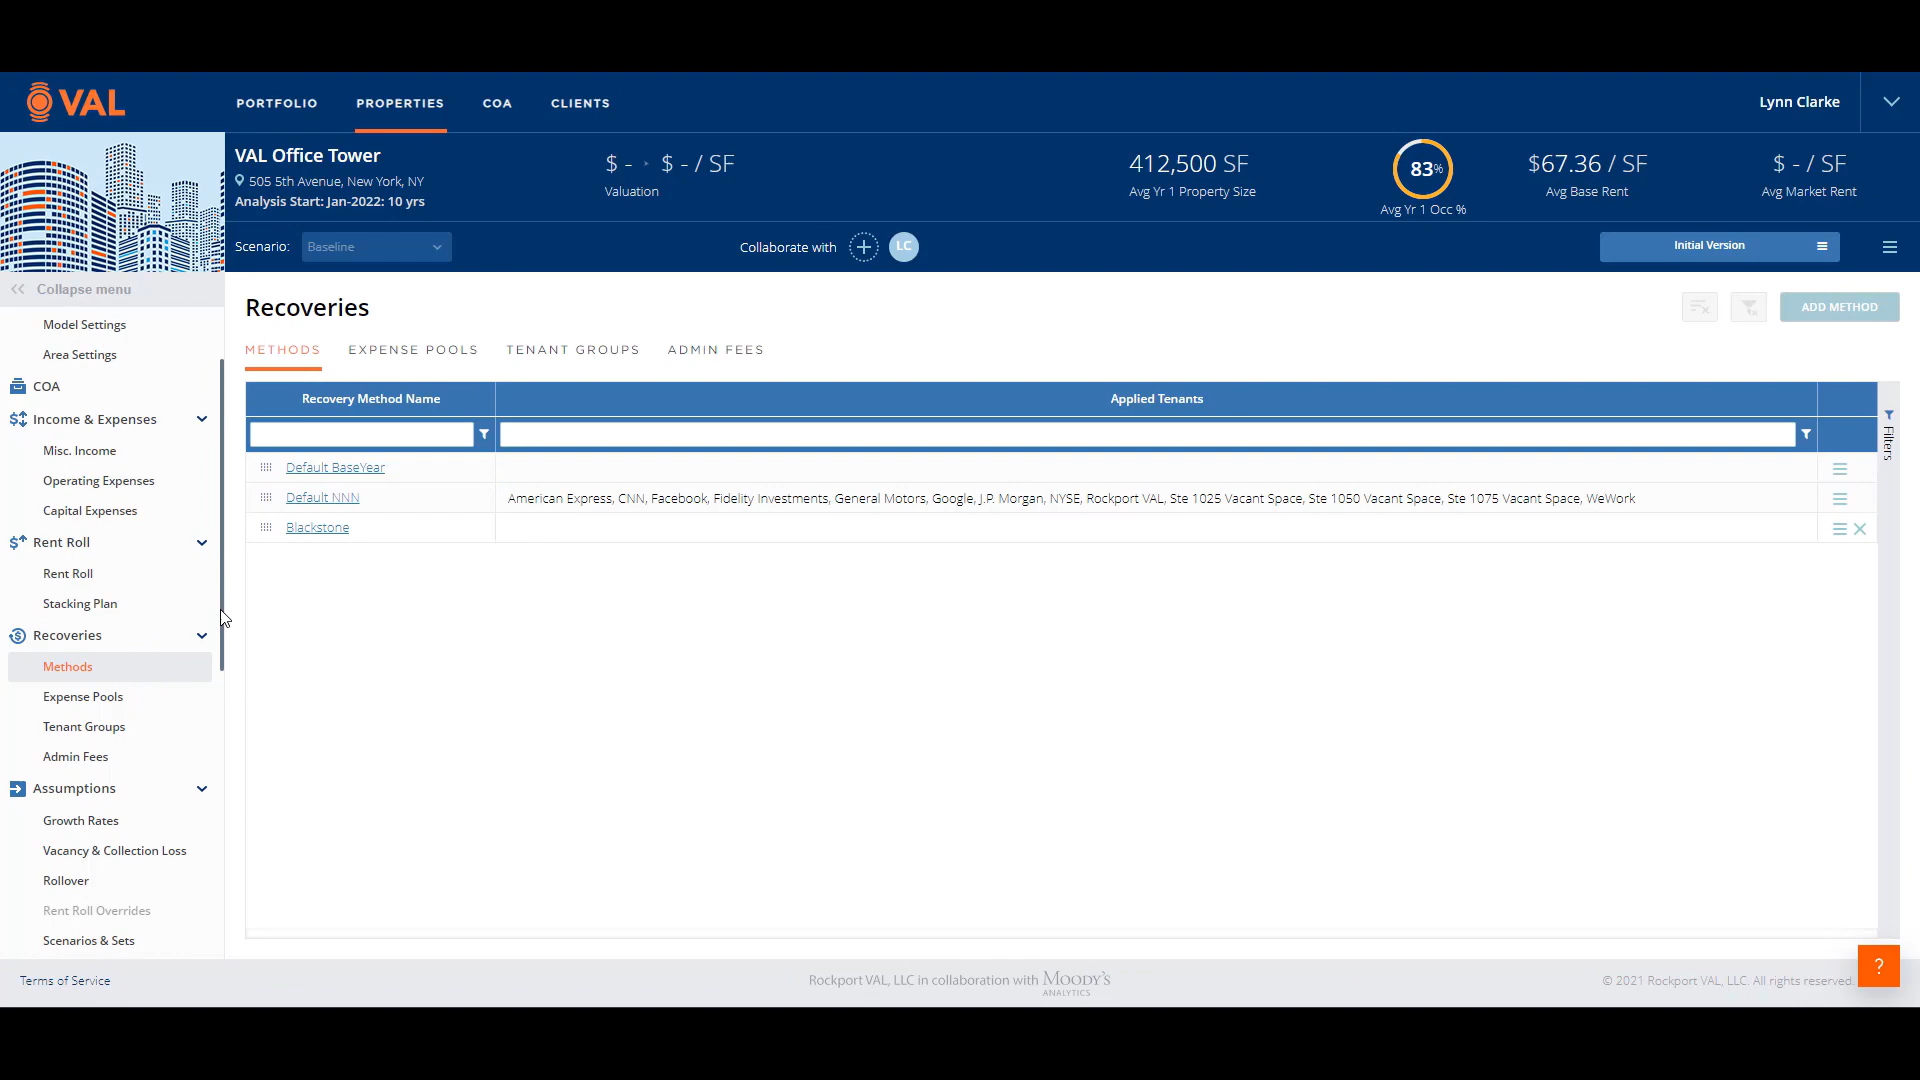 VAL
PORTFOLIO
PROPERTIES
COA
CLIENTS
Lynn Clarke
VAL Office Tower
505 5th Avenue, New York, NY
Analysis Start: Jan-2022: 10 yrs
$ - $ - / SF
Valuation
412,500 SF
Avg Yr 1 Property Size
83%
Avg Yr 1 Occ %
$67.36 / SF
Avg Base Rent
$ - / SF
Avg Market Rent
Scenario:
Baseline
Collaborate with
LC
Initial Version
Collapse menu
Model Settings
Area Settings
COA
Income & Expenses
Misc. Income
Operating Expenses
Capital Expenses
Rent Roll
Rent Roll
Stacking Plan
Recoveries
Methods
Expense Pools
Tenant Groups
Admin Fees
Assumptions
Growth Rates
Vacancy & Collection Loss
Rollover
Rent Roll Overrides
Scenarios & Sets
Recoveries
ADD METHOD
METHODS
EXPENSE POOLS
TENANT GROUPS
ADMIN FEES
Recovery Method Name
Applied Tenants
Filters
Default BaseYear
Default NNN
American Express, CNN, Facebook, Fidelity Investments, General Motors, Google, J.P. Morgan, NYSE, Rockport VAL, Ste 1025 Vacant Space, Ste 1050 Vacant Space, Ste 1075 Vacant Space, WeWork
Blackstone
Terms of Service
Rockport VAL, LLC in collaboration with MOODY'S ANALYTICS
© 2021 Rockport VAL, LLC. All rights reserved.
?